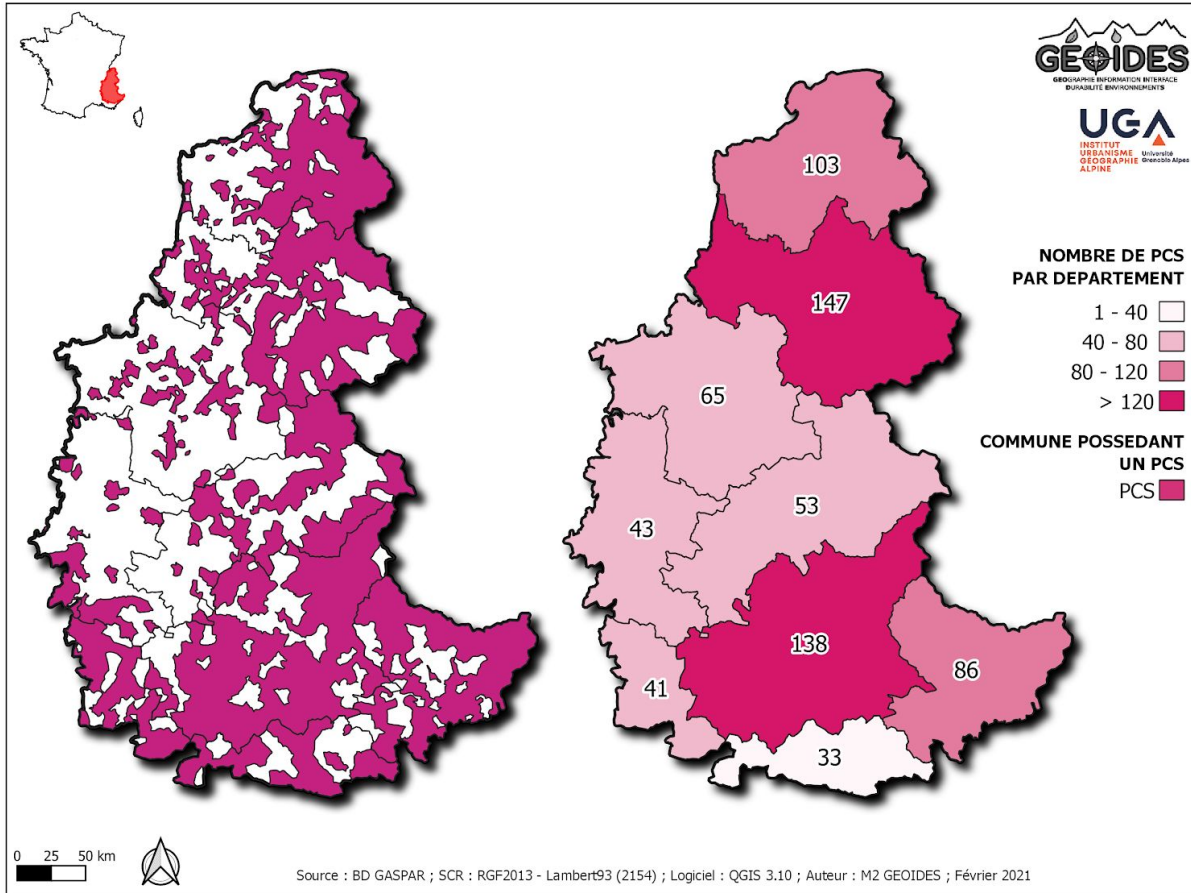 GÉOIDES
GEOGRAPHIE INFORMATION INTERFACE
DURABILITÉ ENVIRONNEMENTS
UGA
INSTITUT
URBANISME
GÉOGRAPHIE
ALPINE
Université
Grenoble Alpes
103
147
65
53
43
138
86
41
33
NOMBRE DE PCS
PAR DEPARTEMENT
1 - 40
40 - 80
80 - 120
> 120
COMMUNE POSSEDANT
UN PCS
PCS
0 25 50 km
Source : BD GASPAR ; SCR : RGF2013 - Lambert93 (2154) ; Logiciel : QGIS 3.10 ; Auteur : M2 GEOIDES ; Février 2021